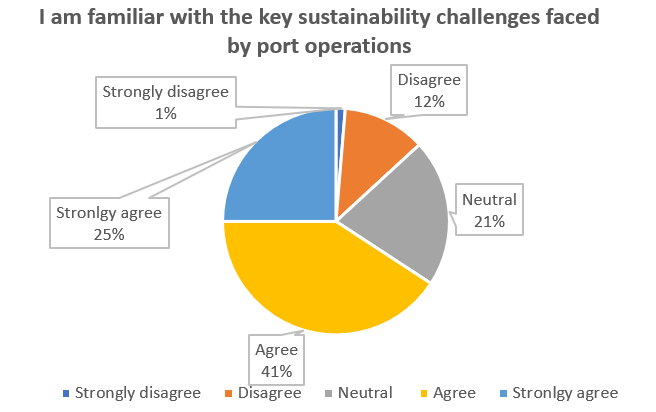 I am familiar with the key sustainability challenges faced
by port operations
Strongly disagree
1%
Disagree
12%
Neutral
21%
Stronlgy agree
25%
Agree
41%
Strongly disagree
Disagree
Neutral
Agree
Stronlgy agree